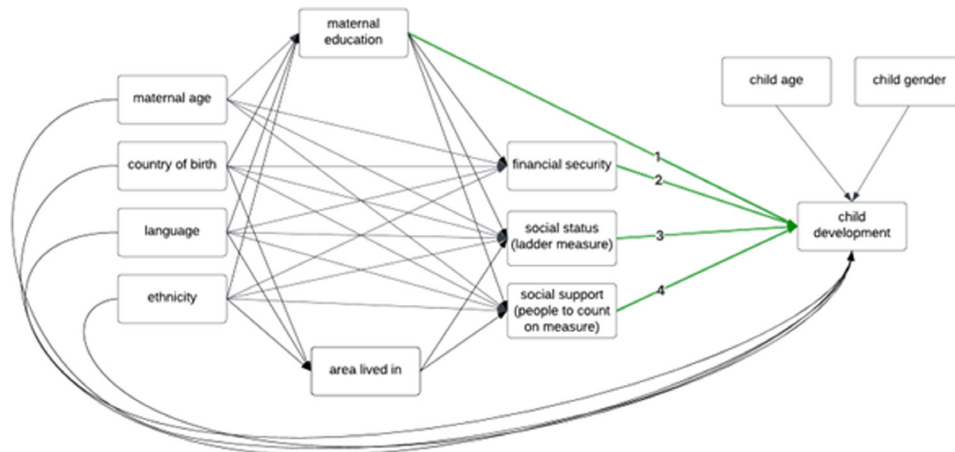 maternal
education
maternal age
country of birth
language
ethnicity
area lived in
financial security
social status
(ladder measure)
social support
(people to count
on measure)
1
2
3
4
child age
child gender
child
development